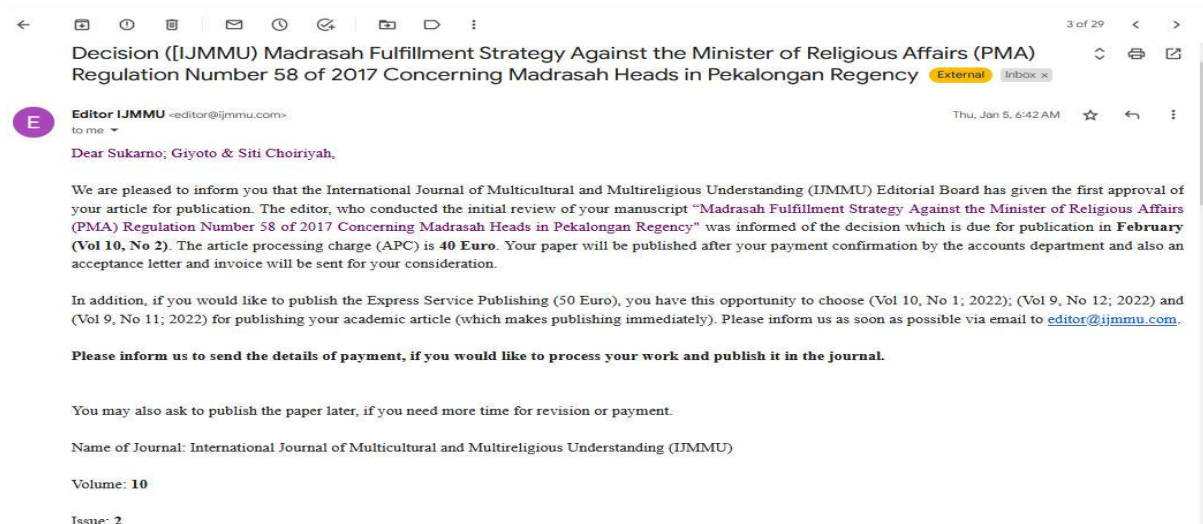 3 of 29
Decision ([IJMMU) Madrasah Fulfillment Strategy Against the Minister of Religious Affairs (PMA)
Regulation Number 58 of 2017 Concerning Madrasah Heads in Pekalongan Regency External Inbox ×
E
Editor IJMMU <editor@ijmmu.com> Thu, Jan 5, 6:42 AM
to me
Dear Sukarno; Giyoto & Siti Choiriyah,
We are pleased to inform you that the International Journal of Multicultural and Multireligious Understanding (IJMMU) Editorial Board has given the first approval of
your article for publication. The editor, who conducted the initial review of your manuscript "Madrasah Fulfillment Strategy Against the Minister of Religious Affairs
(PMA) Regulation Number 58 of 2017 Concerning Madrasah Heads in Pekalongan Regency" was informed of the decision which is due for publication in February
(Vol 10, No 2). The article processing charge (APC) is 40 Euro. Your paper will be published after your payment confirmation by the accounts department and also an
acceptance letter and invoice will be sent for your consideration.
In addition, if you would like to publish the Express Service Publishing (50 Euro), you have this opportunity to choose (Vol 10, No 1; 2022); (Vol 9, No 12; 2022) and
(Vol 9, No 11; 2022) for publishing your academic article (which makes publishing immediately). Please inform us as soon as possible via email to editor@ijmmu.com.
Please inform us to send the details of payment, if you would like to process your work and publish it in the journal.
You may also ask to publish the paper later, if you need more time for revision or payment.
Name of Journal: International Journal of Multicultural and Multireligious Understanding (IJMMU)
Volume: 10
Issue: 2